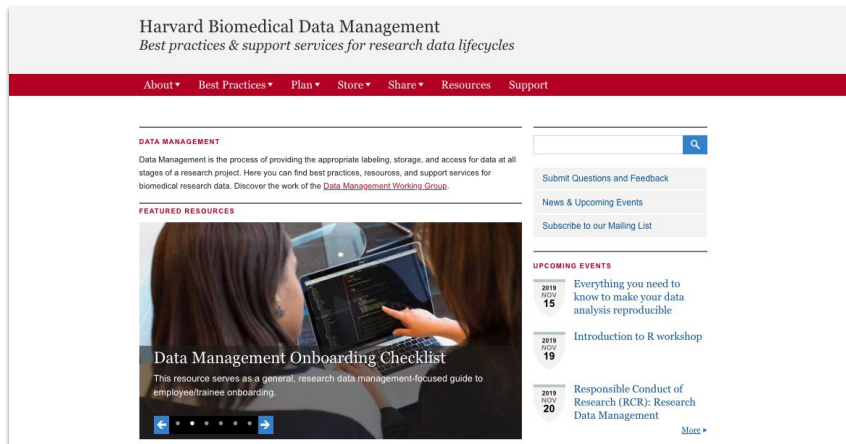 Harvard Biomedical Data Management
Best practices & support services for research data lifecycles
About Best Practices Plan Store Share Resources Support
DATA MANAGEMENT
Data Management is the process of providing the appropriate labeling, storage, and access for data at all
stages of a research project. Here you can find best practices, resources, and support services for
biomedical research data. Discover the work of the Data Management Working Group.
FEATURED RESOURCES
Data Management Onboarding Checklist
This resource serves as a general, research data management-focused guide to
employee/trainee onboarding.
Submit Questions and Feedback
News & Upcoming Events
Subscribe to our Mailing List
UPCOMING EVENTS
2019
NOV
15
Everything you need to
know to make your data
analysis reproducible
2019
NOV
19
Introduction to R workshop
2019
NOV
20
Responsible Conduct of
Research (RCR): Research
Data Management
More